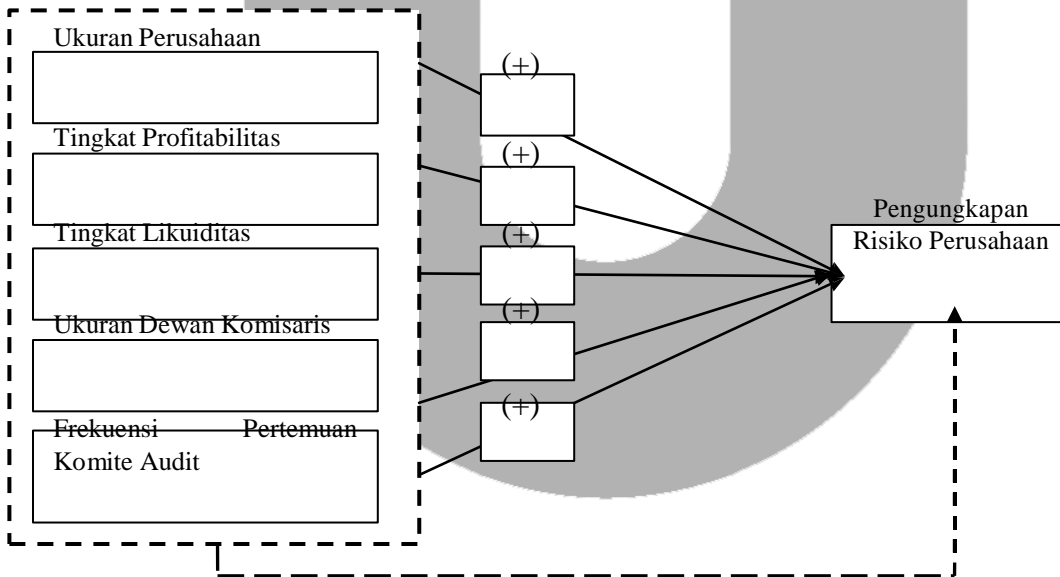 Ukuran Perusahaan
(+)
Tingkat Profitabilitas
(+)
Tingkat Likuiditas
(+)
Ukuran Dewan Komisaris
(+)
Frekuensi Pertemuan
Komite Audit
(+)
Pengungkapan
Risiko Perusahaan